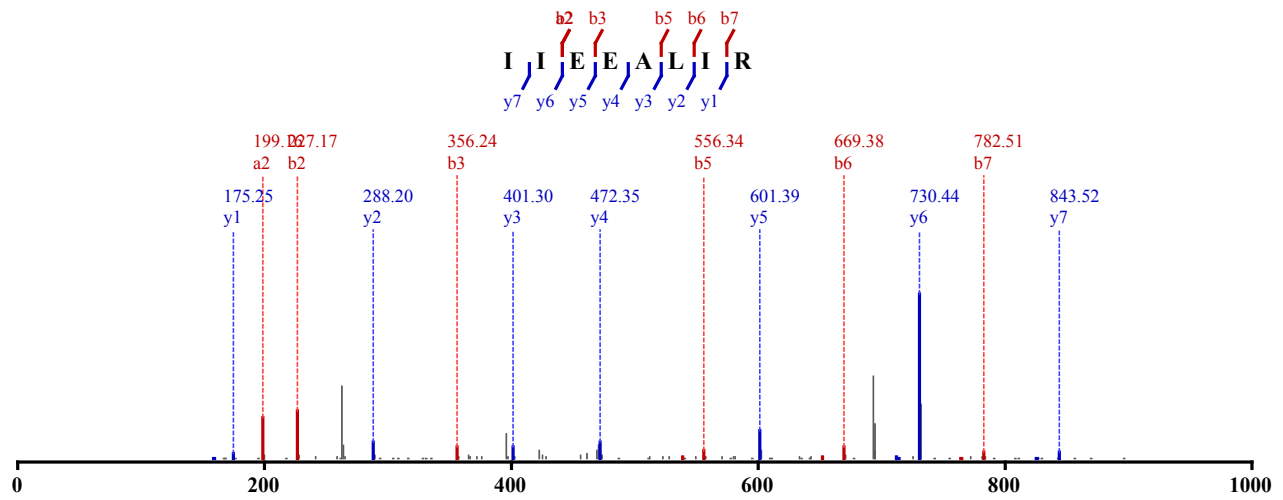 a2 b2 b3 b5 b6 b7
I I E E A L I R
y7 y6 y5 y4 y3 y2 y1
199.16 227.17 356.24 556.34 669.38 782.51
a2 b2 b3 b5 b6 b7
175.25 288.20 401.30 472.35 601.39 730.44 843.52
y1 y2 y3 y4 y5 y6 y7
0 200 400 600 800 1000